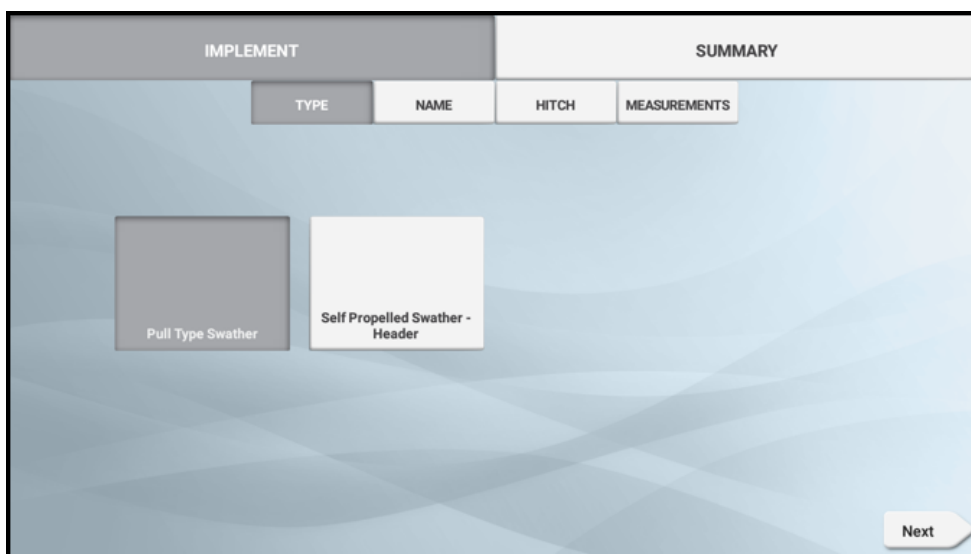 IMPLEMENT
SUMMARY
TYPE
NAME
HITCH
MEASUREMENTS
Pull Type Swather
Self Propelled Swather -
Header
Next